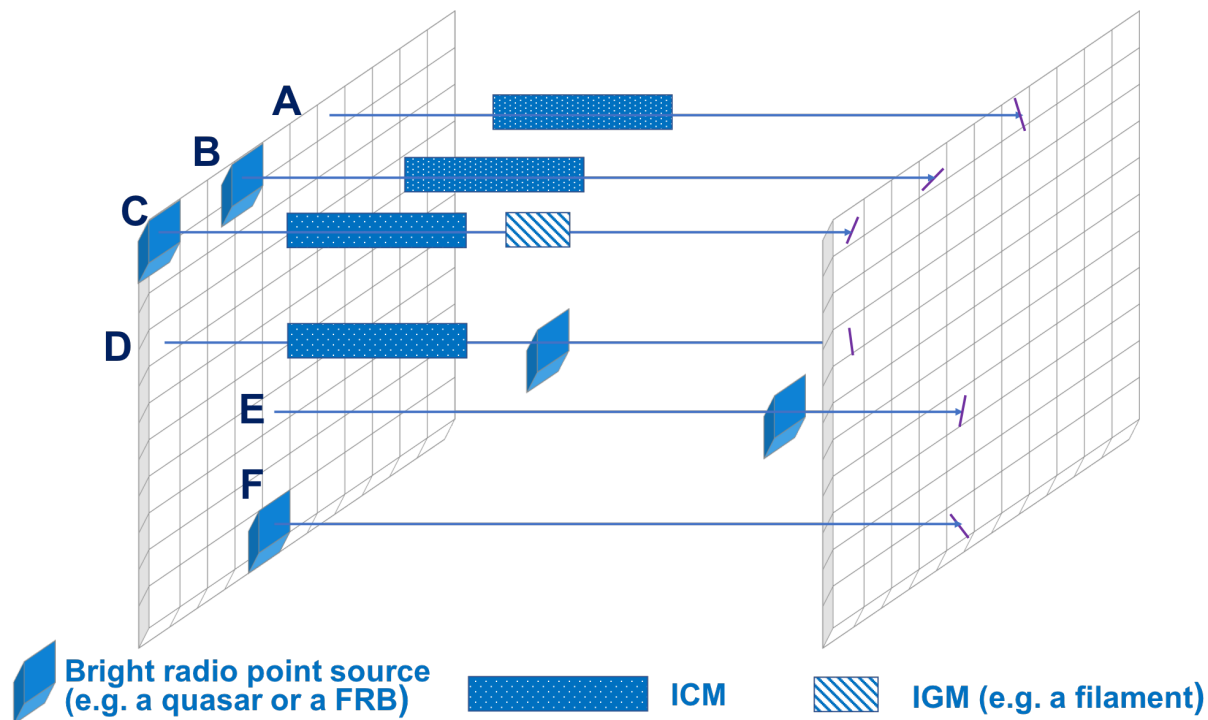 A
B
C
D
E
F
Bright radio point source
(e.g. a quasar or a FRB)
ICM
IGM (e.g. a filament)